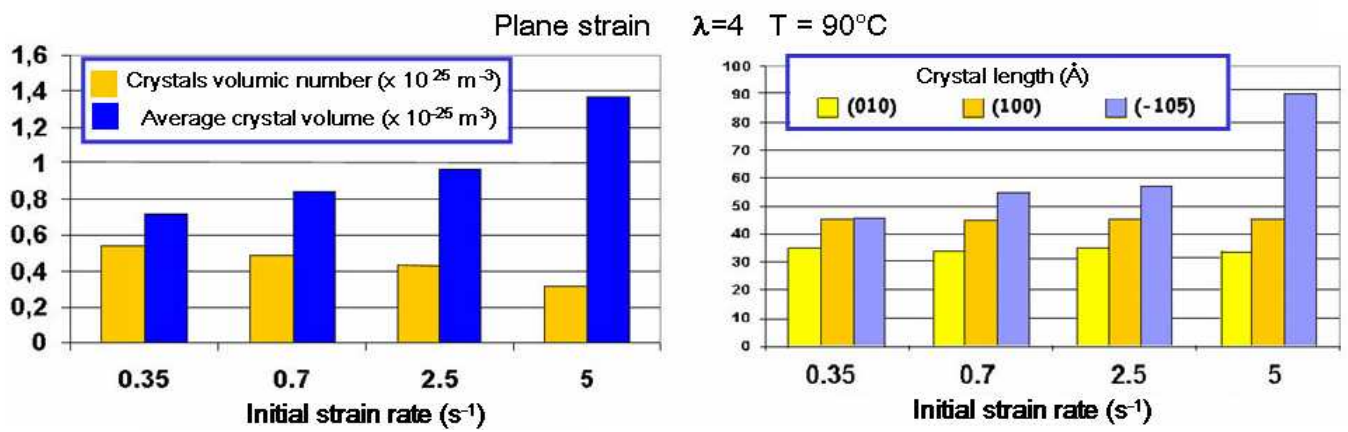 Plane strain λ=4 T = 90°C
1,6
1,4
1,2
1
0,8
0,6
0,4
0,2
0
Crystals volumic number (x 10 25 m-3)
Average crystal volume (x 10-25 m3)
0.35 0.7 2.5 5
Initial strain rate (s-1)
100
90
80
70
60
50
40
30
20
10
0
Crystal length (Å)
(010) (100) (-105)
0.35 0.7 2.5 5
Initial strain rate (s-1)